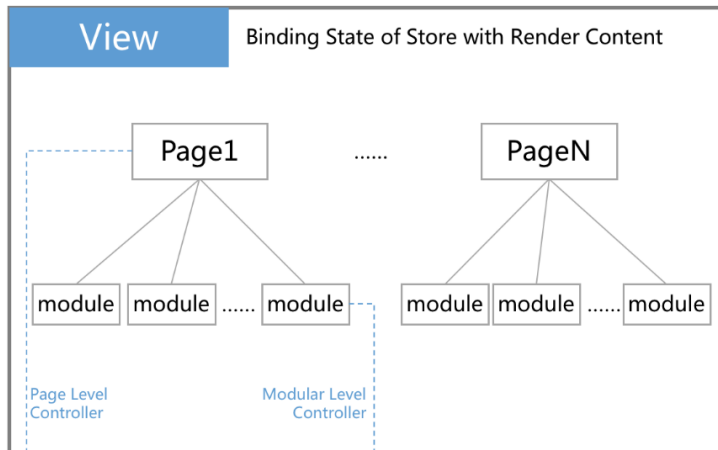 View
Binding State of Store with Render Content
Page1 ...... PageN
module module ...... module module module ...... module
Page Level
Controller
Modular Level
Controller